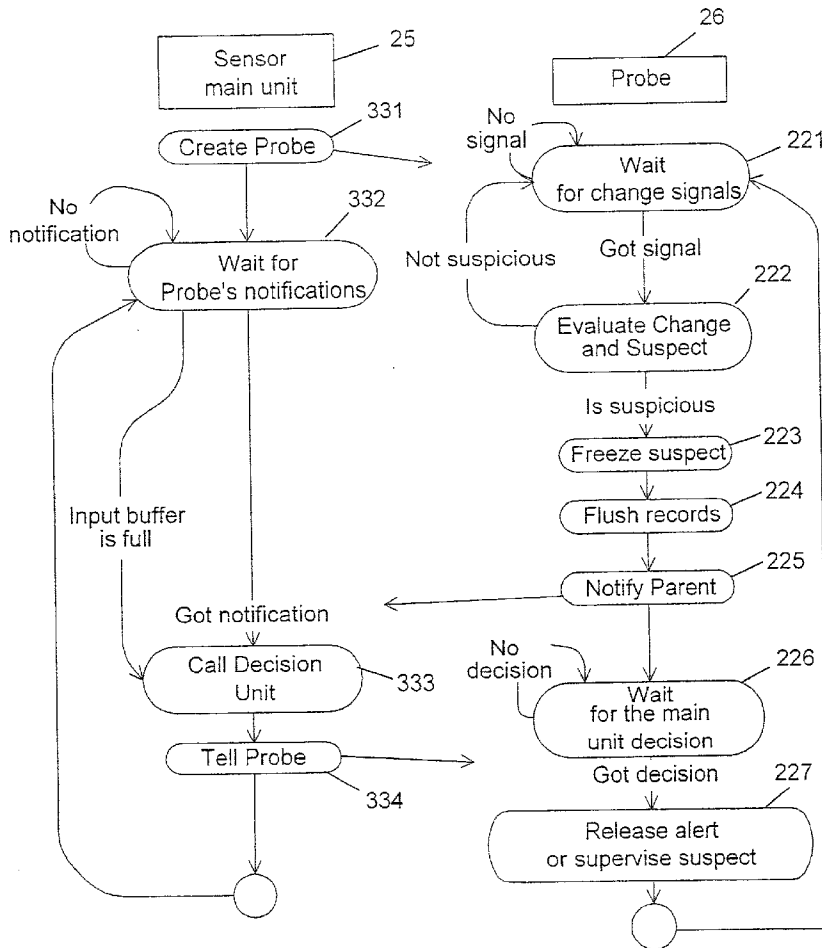 25
Sensor
main unit
26
Probe
331
Create Probe
No
signal
221
Wait
for change signals
No
notification
332
Wait for
Probe's notifications
Not suspicious
Got signal
222
Evaluate Change
and Suspect
Is suspicious
223
Freeze suspect
224
Flush records
225
Notify Parent
Input buffer
is full
Got notification
Call Decision
Unit
333
No
decision
226
Wait
for the main
unit decision
Tell Probe
334
Got decision
227
Release alert
or supervise suspect